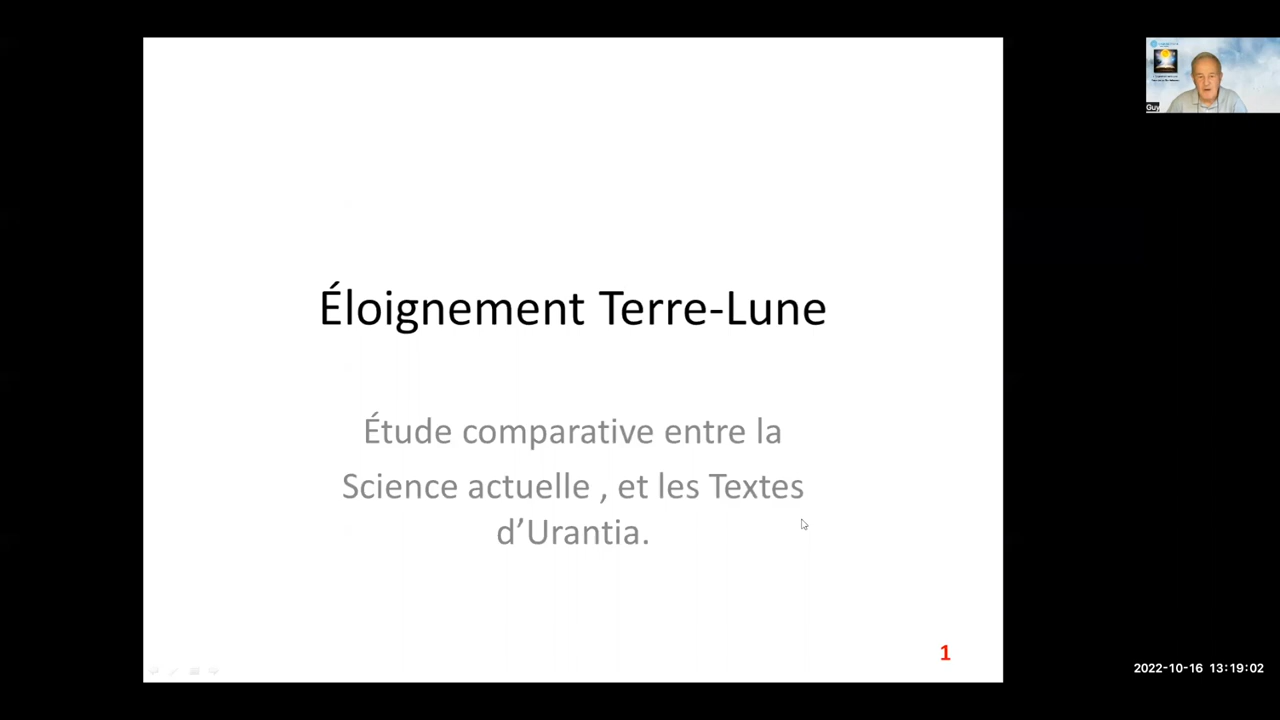 Éloignement Terre-Lune
Étude comparative entre la
Science actuelle , et les Textes
d’Urantia.
1
Guy
2022-10-16 13:19:02